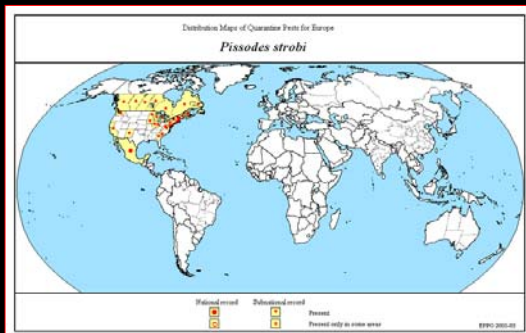 Distribution Maps of Quarantine Pests for Europe
Pissodes strobi
National record
Subnational record
Present
Present only in some areas
EPPO 2002-03